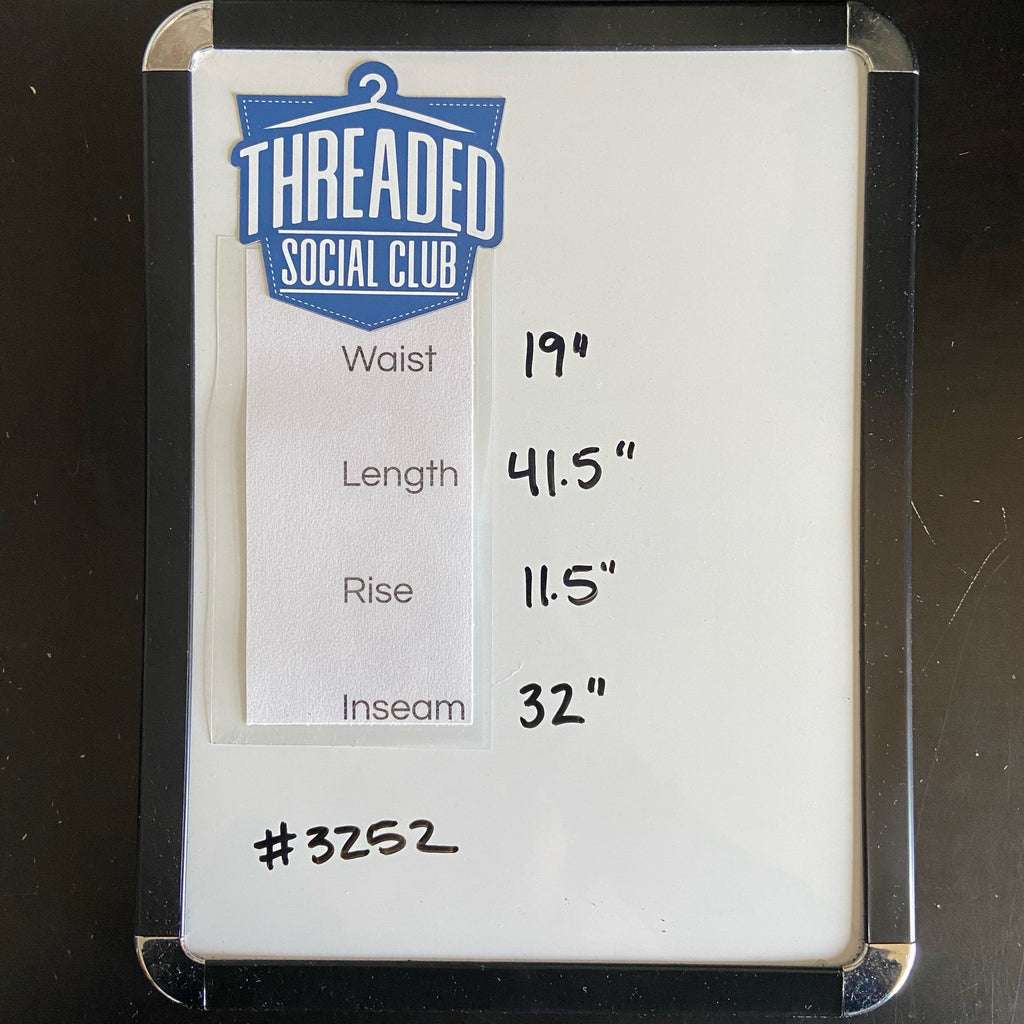 THREADED
SOCIAL CLUB
Waist 19"
Length 41.5"
Rise 11.5"
Inseam 32"
#3252